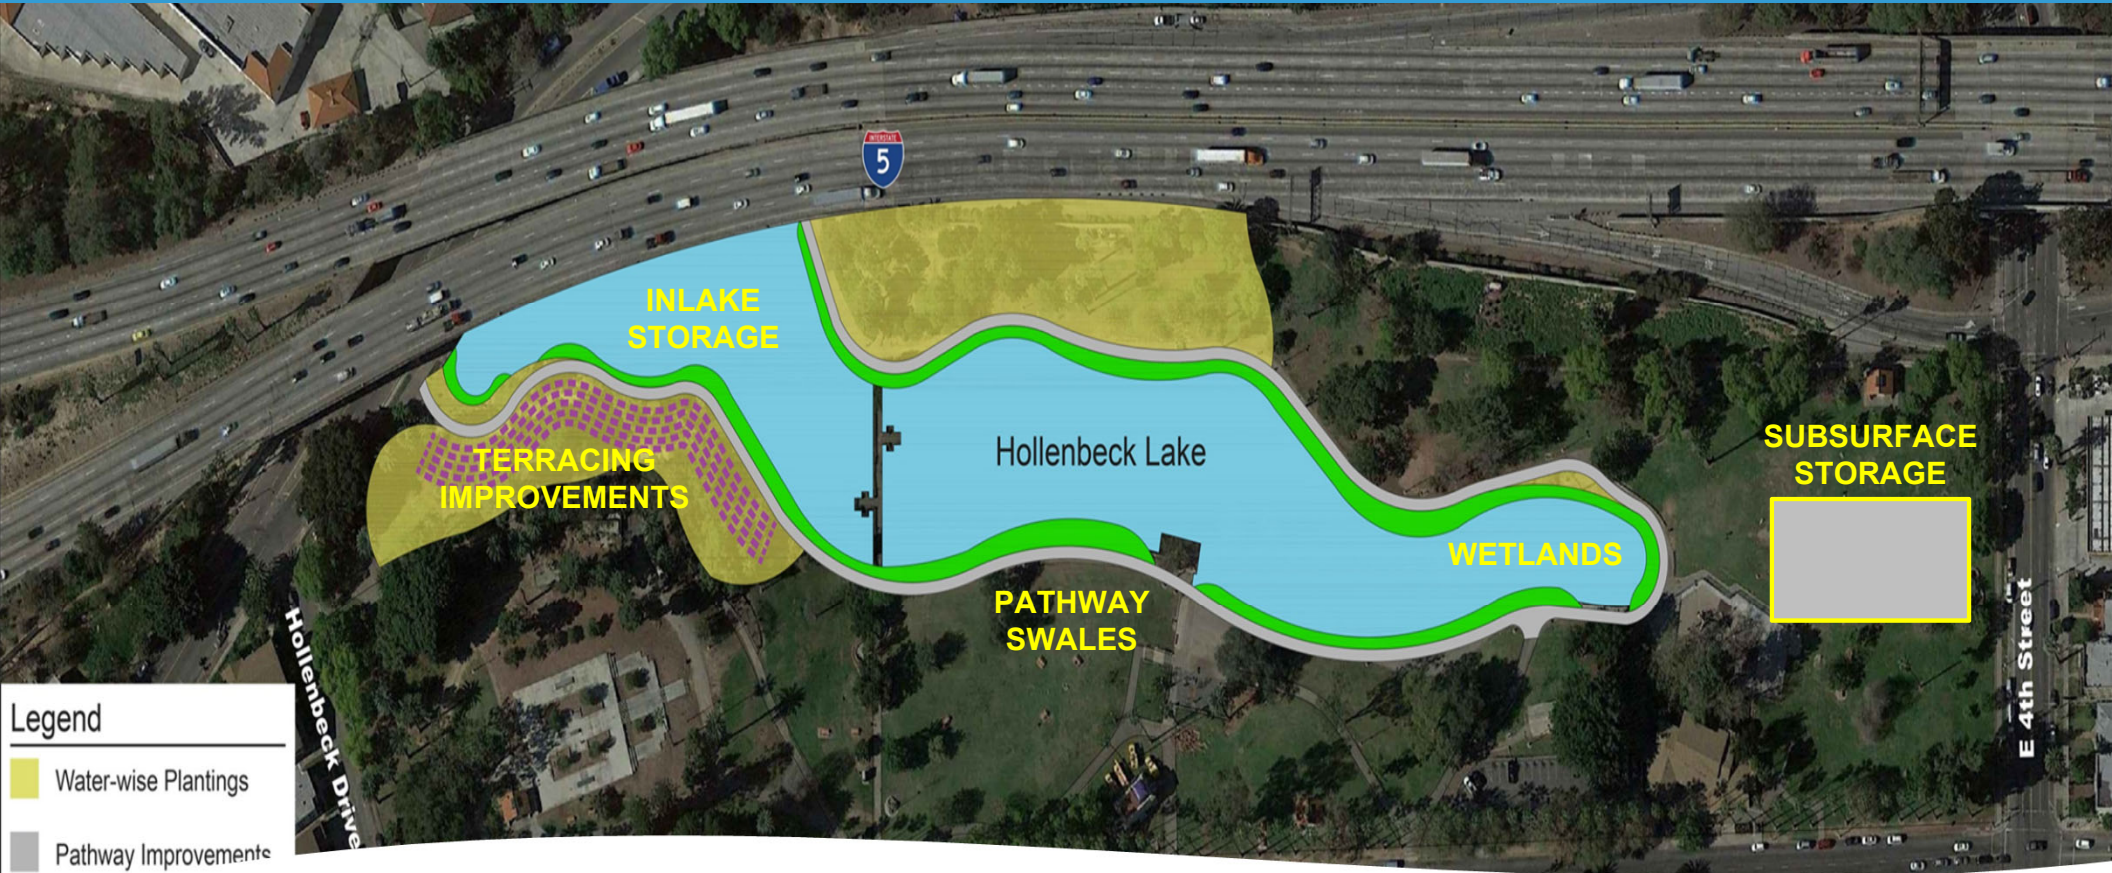 INTERSTATE
5
INLAKE
STORAGE
Hollenbeck Lake
TERRACING
IMPROVEMENTS
SUBSURFACE
STORAGE
WETLANDS
PATHWAY
SWALES
Hollenbeck Drive
E 4th Street
Legend
Water-wise Plantings
Pathway Improvements